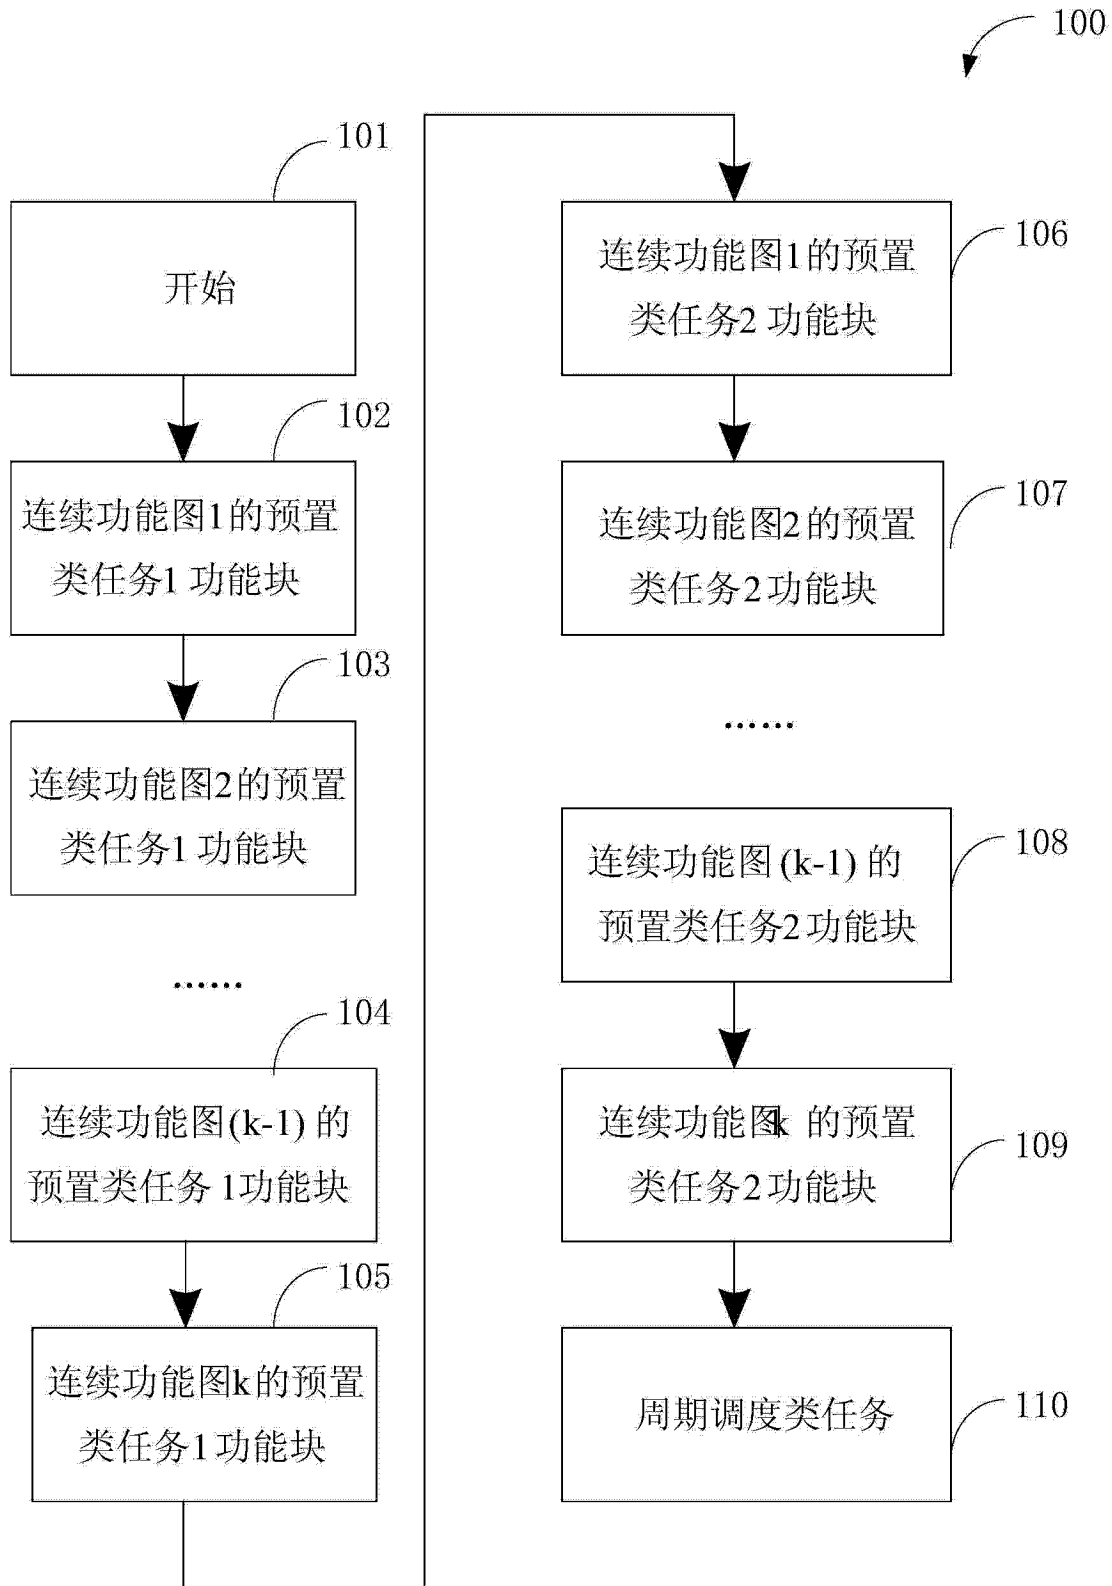 100
101
开始
102
连续功能图1的预置
类任务1 功能块
103
连续功能图2的预置
类任务1 功能块
……
104
连续功能图(k-1) 的
预置类任务 1功能块
105
连续功能图k的预置
类任务1功能块
106
连续功能图1的预置
类任务2 功能块
107
连续功能图2的预置
类任务2功能块
……
108
连续功能图 (k-1) 的
预置类任务2功能块
109
连续功能图k 的预置
类任务2功能块
110
周期调度类任务